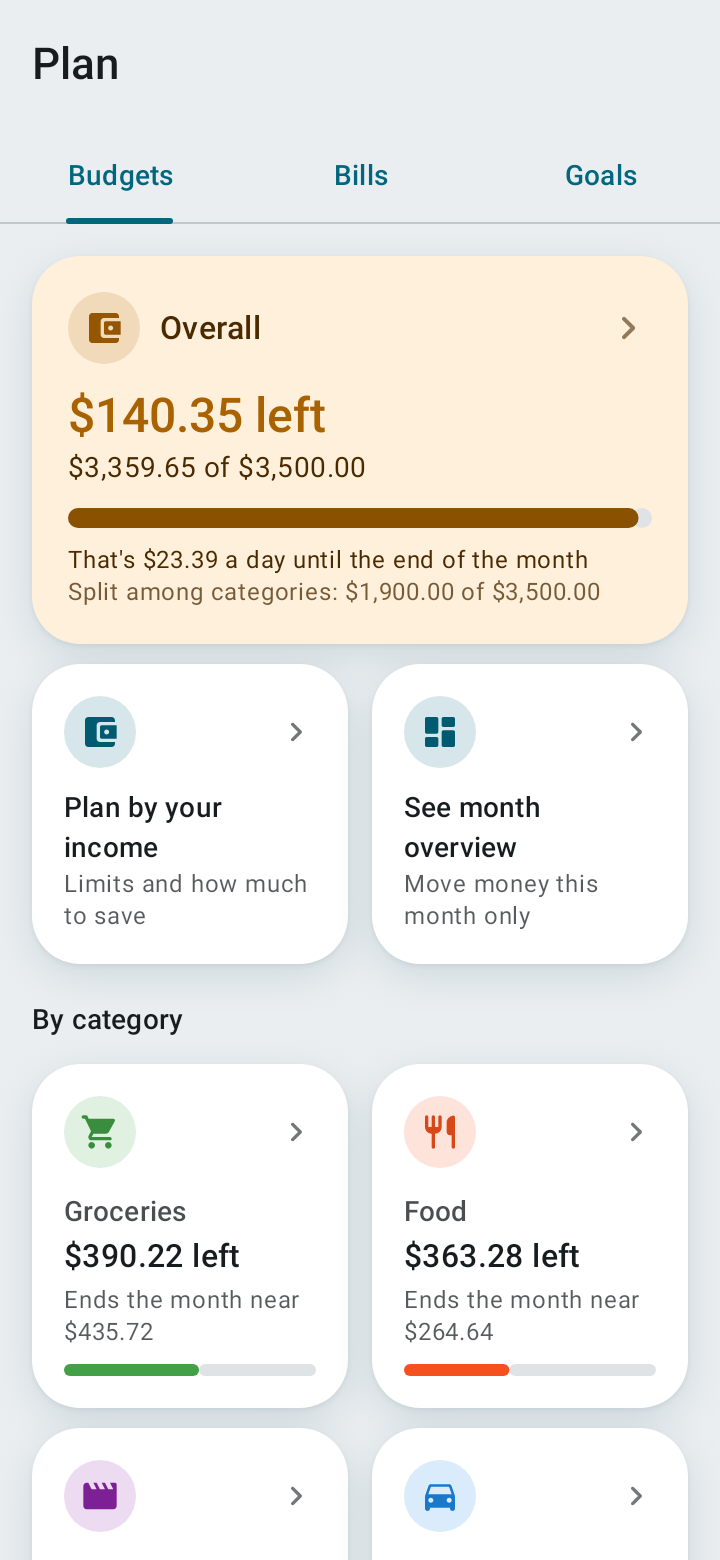 Plan
Budgets
Bills
Goals
Overall
$140.35 left
$3,359.65 of $3,500.00
That's $23.39 a day until the end of the month
Split among categories: $1,900.00 of $3,500.00
Plan by your
income
Limits and how much
to save
See month
overview
Move money this
month only
By category
Groceries
$390.22 left
Ends the month near
$435.72
Food
$363.28 left
Ends the month near
$264.64